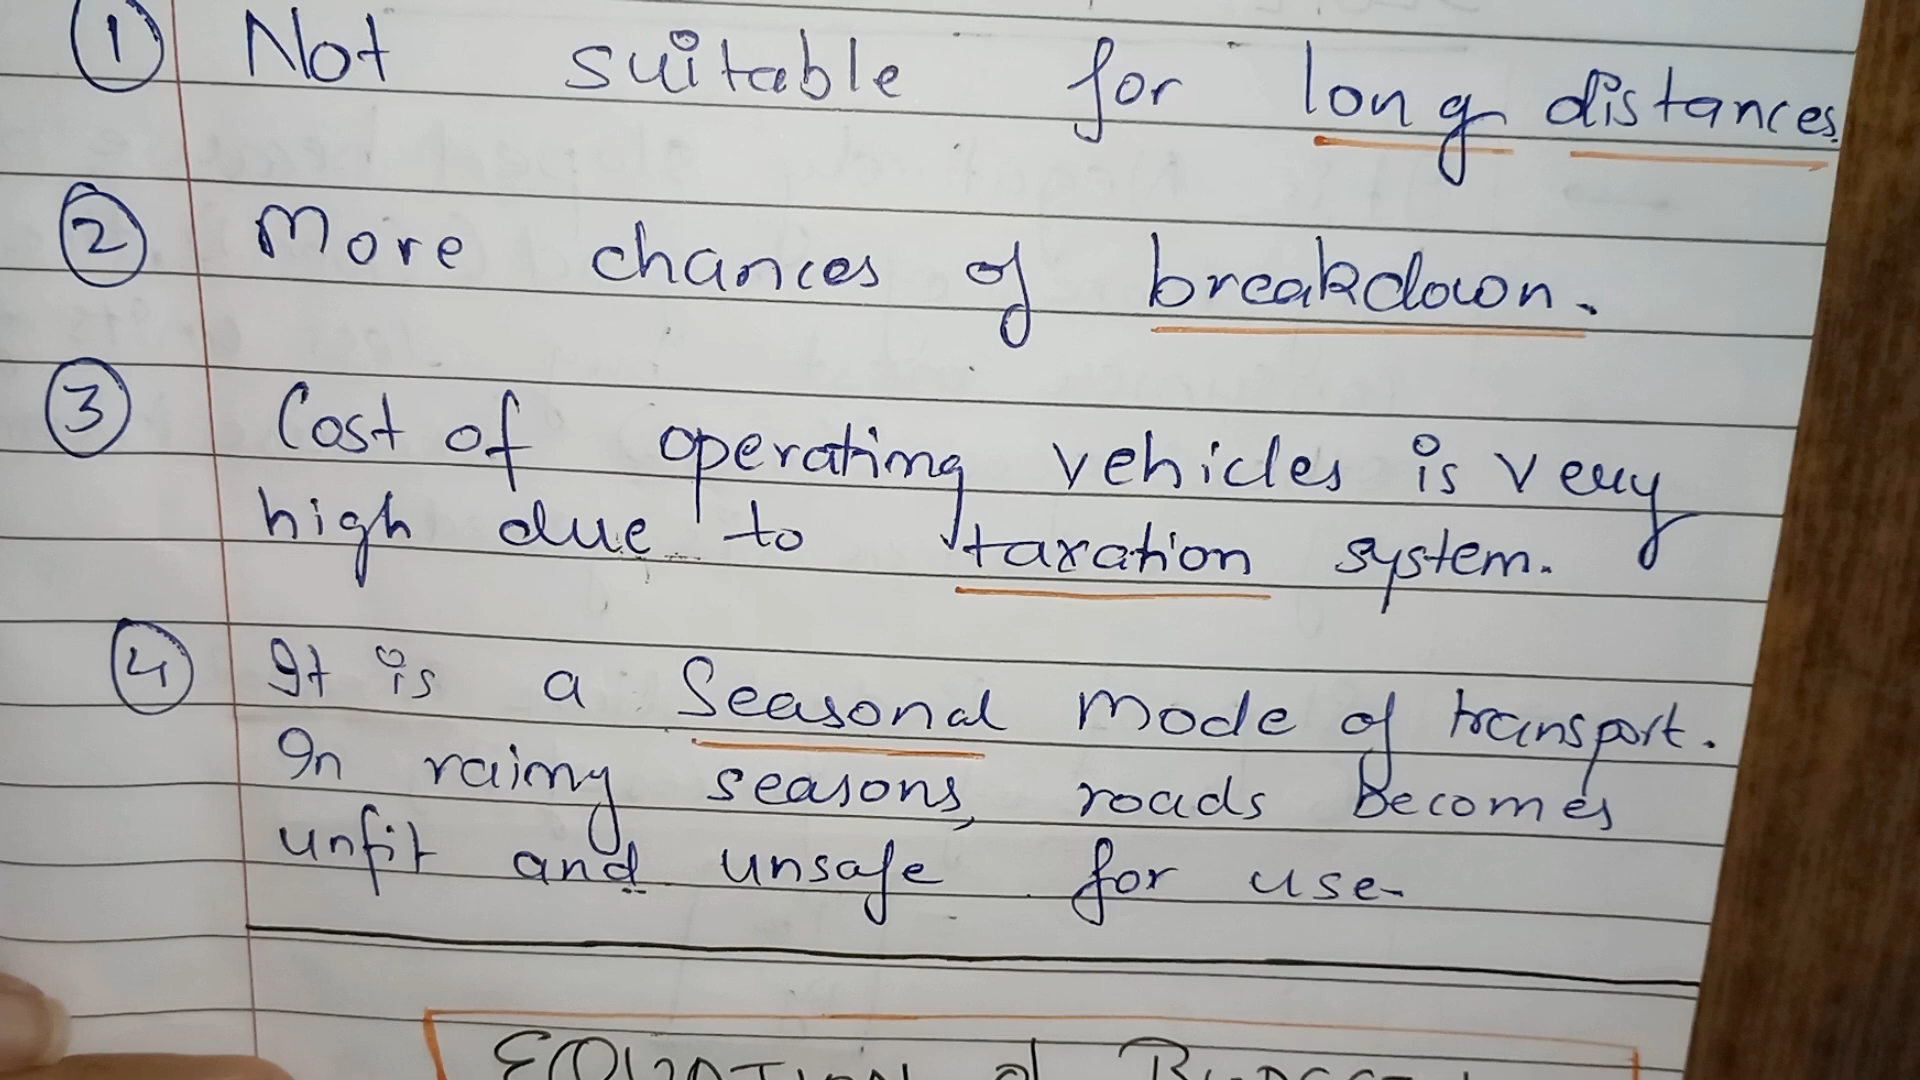 ① Not suitable for long distances.
② More chances of breakdown.
③ Cost of operating vehicles is very
high due to taxation system.
④ It is a Seasonal mode of transport.
In rainy seasons, roads becomes
unfit and unsafe for use.
EQUATION of